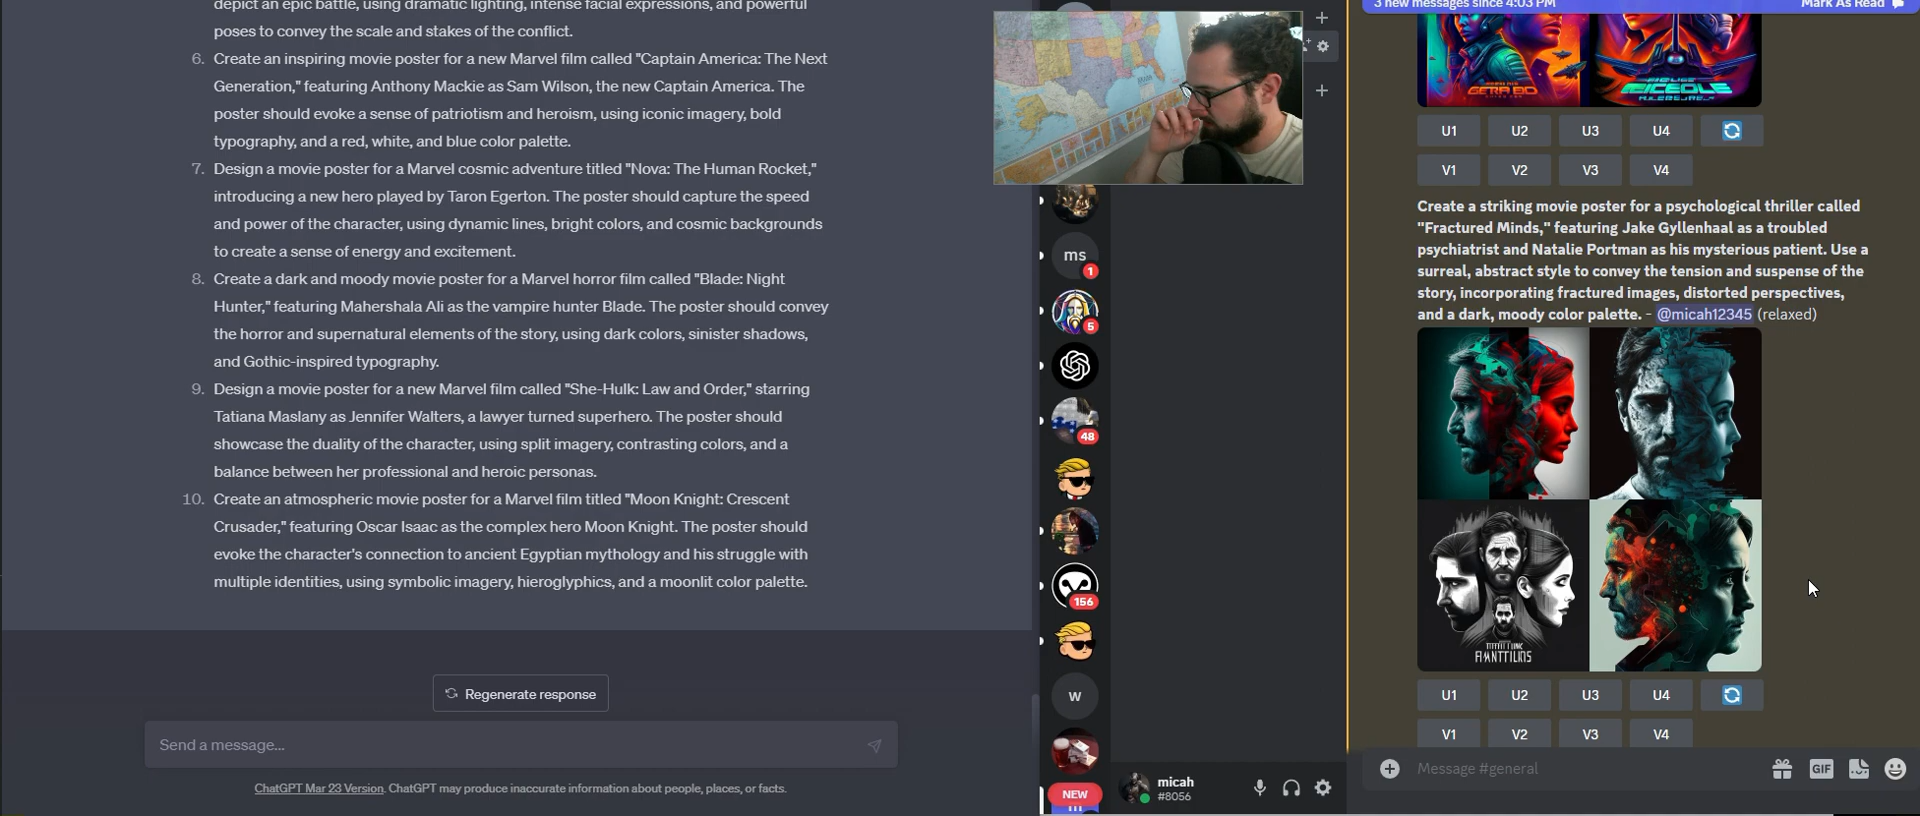 depict an epic battle, using dramatic lighting, intense facial expressions, and powerful
poses to convey the scale and stakes of the conflict.
6. Create an inspiring movie poster for a new Marvel film called "Captain America: The Next
Generation," featuring Anthony Mackie as Sam Wilson, the new Captain America. The
poster should evoke a sense of patriotism and heroism, using iconic imagery, bold
typography, and a red, white, and blue color palette.
7. Design a movie poster for a Marvel cosmic adventure titled "Nova: The Human Rocket,"
introducing a new hero played by Taron Egerton. The poster should capture the speed
and power of the character, using dynamic lines, bright colors, and cosmic backgrounds
to create a sense of energy and excitement.
8. Create a dark and moody movie poster for a Marvel horror film called "Blade: Night
Hunter," featuring Mahershala Ali as the vampire hunter Blade. The poster should convey
the horror and supernatural elements of the story, using dark colors, sinister shadows,
and Gothic-inspired typography.
9. Design a movie poster for a new Marvel film called "She-Hulk: Law and Order," starring
Tatiana Maslany as Jennifer Walters, a lawyer turned superhero. The poster should
showcase the duality of the character, using split imagery, contrasting colors, and a
balance between her professional and heroic personas.
10. Create an atmospheric movie poster for a Marvel film titled "Moon Knight: Crescent
Crusader," featuring Oscar Isaac as the complex hero Moon Knight. The poster should
evoke the character's connection to ancient Egyptian mythology and his struggle with
multiple identities, using symbolic imagery, hieroglyphics, and a moonlit color palette.
Regenerate response
Send a message...
ChatGPT Mar 23 Version. ChatGPT may produce inaccurate information about people, places, or facts.
ms
1
5
48
156
W
NEW
micah
#8056
3 new messages since 4:03 PM Mark As Read
GETA BO
U1 U2 U3 U4
V1 V2 V3 V4
Create a striking movie poster for a psychological thriller called
"Fractured Minds," featuring Jake Gyllenhaal as a troubled
psychiatrist and Natalie Portman as his mysterious patient. Use a
surreal, abstract style to convey the tension and suspense of the
story, incorporating fractured images, distorted perspectives,
and a dark, moody color palette. - @micah12345 (relaxed)
U1 U2 U3 U4
V1 V2 V3 V4
Message #general
GIF